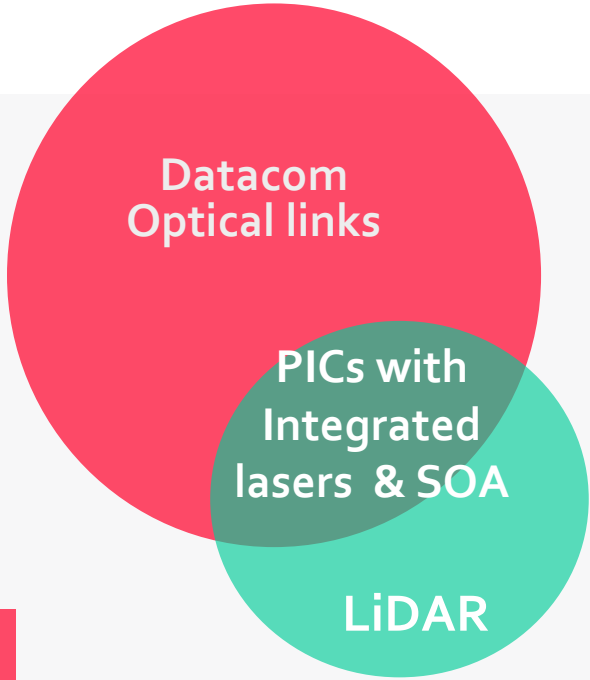 Datacom
Optical links
PICs with
Integrated
lasers & SOA
LiDAR